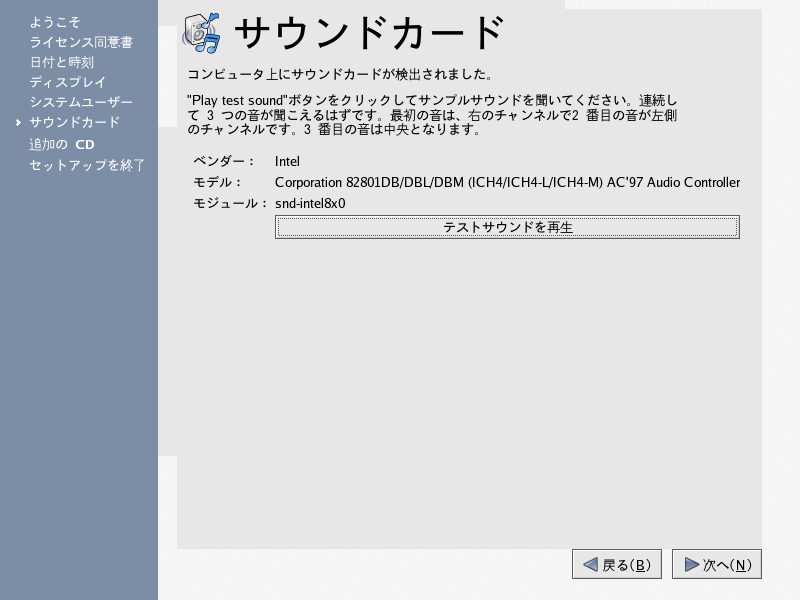 ようこそ
ライセンス同意書
日付と時刻
ディスプレイ
システムユーザー
サウンドカード
追加の CD
セットアップを終了
サウンドカード
コンピュータ上にサウンドカードが検出されました。
"Play test sound"ボタンをクリックしてサンプルサウンドを聞いてください。連続し
て 3 つの音が聞こえるはずです。最初の音は、右のチャンネルで2 番目の音が左側
のチャンネルです。3 番目の音は中央となります。
ベンダー： Intel
モデル： Corporation 82801DB/DBL/DBM (ICH4/ICH4-L/ICH4-M) AC'97 Audio Controller
モジュール： snd-intel8x0
テストサウンドを再生
戻る(B) 次へ(N)